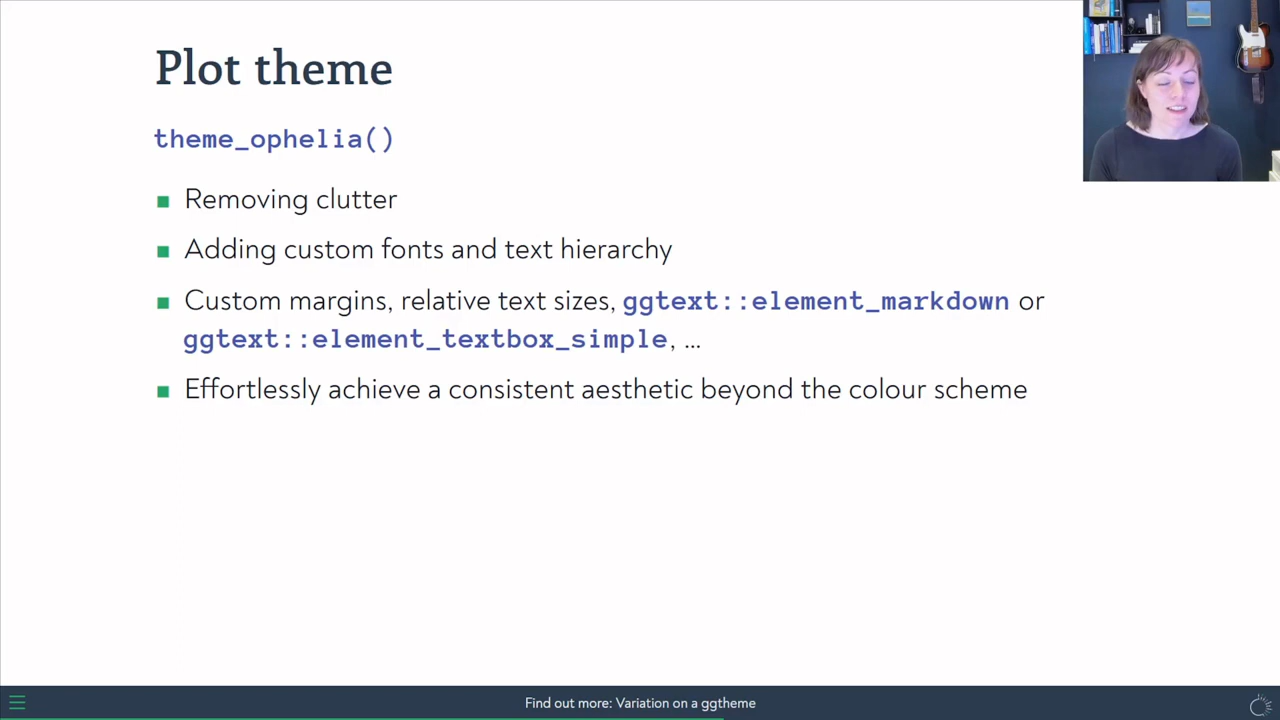 Plot theme
theme_ophelia()
Removing clutter
Adding custom fonts and text hierarchy
Custom margins, relative text sizes, ggtext::element_markdown or
ggtext::element_textbox_simple, ...
Effortlessly achieve a consistent aesthetic beyond the colour scheme
Find out more: Variation on a ggtheme